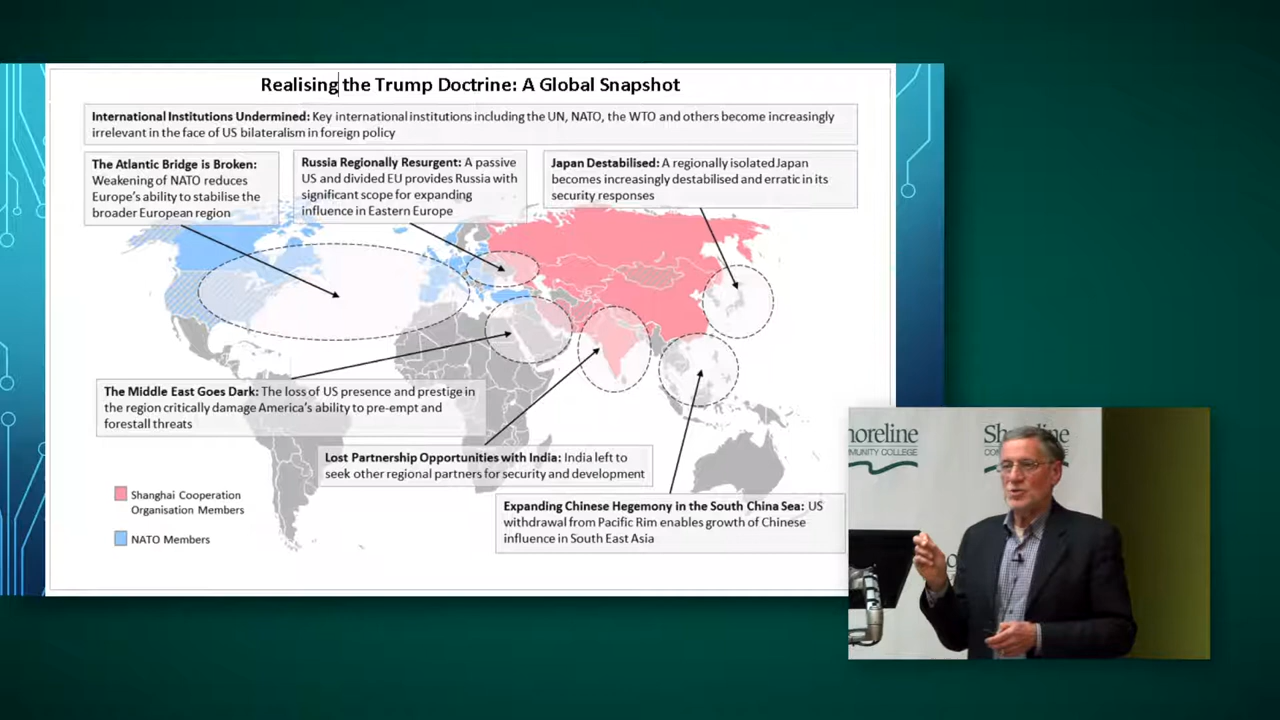 Realising the Trump Doctrine: A Global Snapshot
International Institutions Undermined: Key international institutions including the UN, NATO, the WTO and others become increasingly
irrelevant in the face of US bilateralism in foreign policy
The Atlantic Bridge is Broken:
Weakening of NATO reduces
Europe's ability to stabilise the
broader European region
Russia Regionally Resurgent: A passive
US and divided EU provides Russia with
significant scope for expanding
influence in Eastern Europe
Japan Destabilised: A regionally isolated Japan
becomes increasingly destabilised and erratic in its
security responses
The Middle East Goes Dark: The loss of US presence and prestige in
the region critically damage America's ability to pre-empt and
forestall threats
Lost Partnership Opportunities with India: India left to
seek other regional partners for security and development
Expanding Chinese Hegemony in the South China Sea: US
withdrawal from Pacific Rim enables growth of Chinese
influence in South East Asia
Shanghai Cooperation
Organisation Members
NATO Members
horeline
MMUNITY COLLEGE
Sh
COM